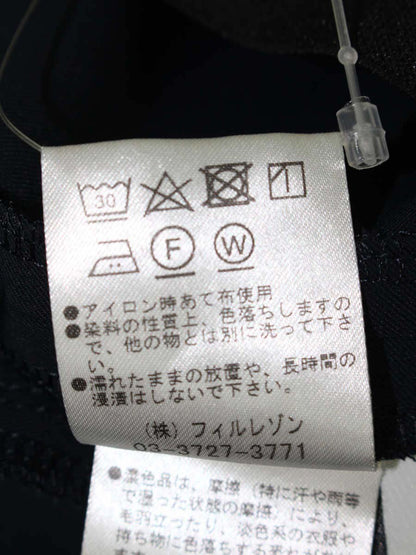 30
F W
●アイロン時あて布使用
●染料の性質上、色落ちしますの
で、他の物とは別に洗って下さ
い。
●濡れたままの放置や、長時間の
浸漬はしないで下さい。
(株) フィルレゾン
03-3727-3771
●濃色品は、摩擦 (特に汗や雨等
で湿った状態の摩擦) により、
毛羽立ったり、淡色系の衣服や
持ち物に色落ちする